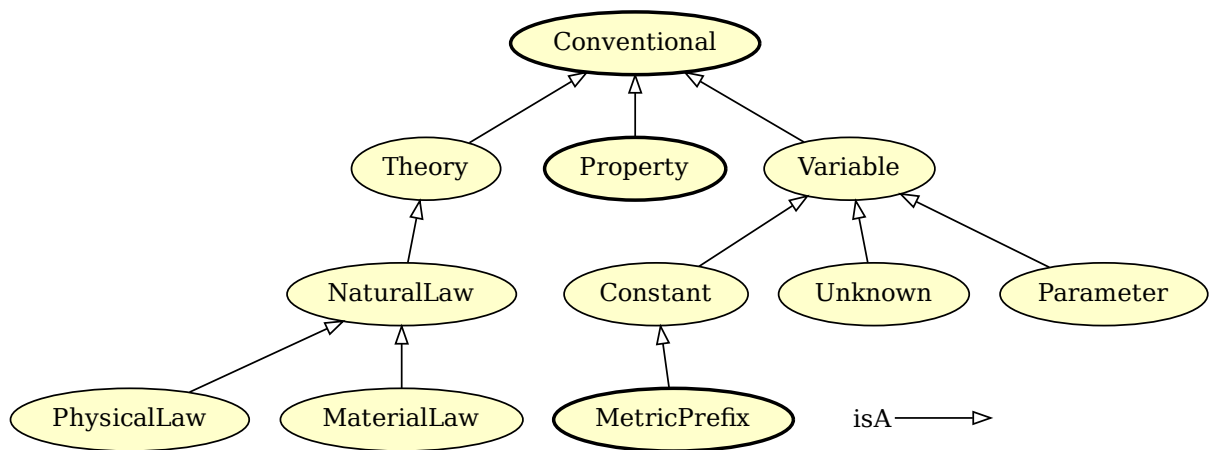 Conventional
Theory
Property
Variable
NaturalLaw
Constant
Unknown
Parameter
PhysicalLaw
MaterialLaw
MetricPrefix
isA